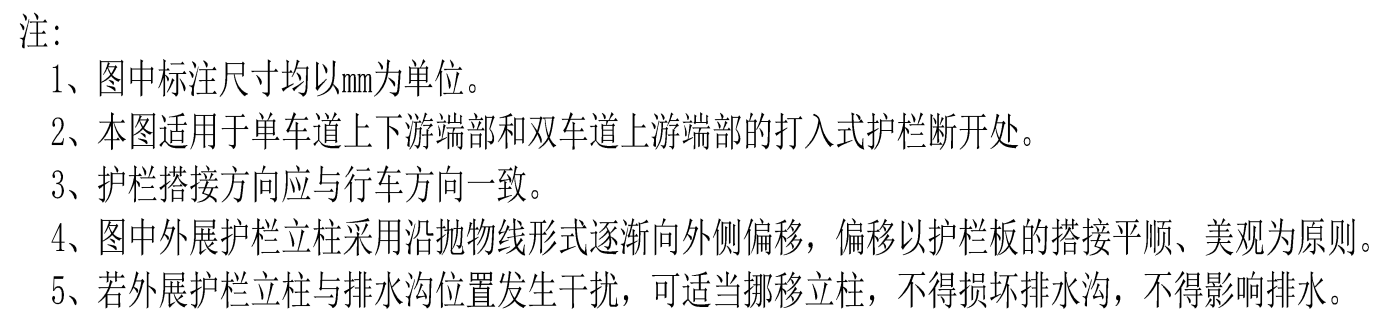 注:
1、图中标注尺寸均以mm为单位。
2、本图适用于单车道上下游端部和双车道上游端部的打入式护栏断开处。
3、护栏搭接方向应与行车方向一致。
4、图中外展护栏立柱采用沿抛物线形式逐渐向外侧偏移，偏移以护栏板的搭接平顺、美观为原则。
5、若外展护栏立柱与排水沟位置发生干扰，可适当挪移立柱，不得损坏排水沟，不得影响排水。